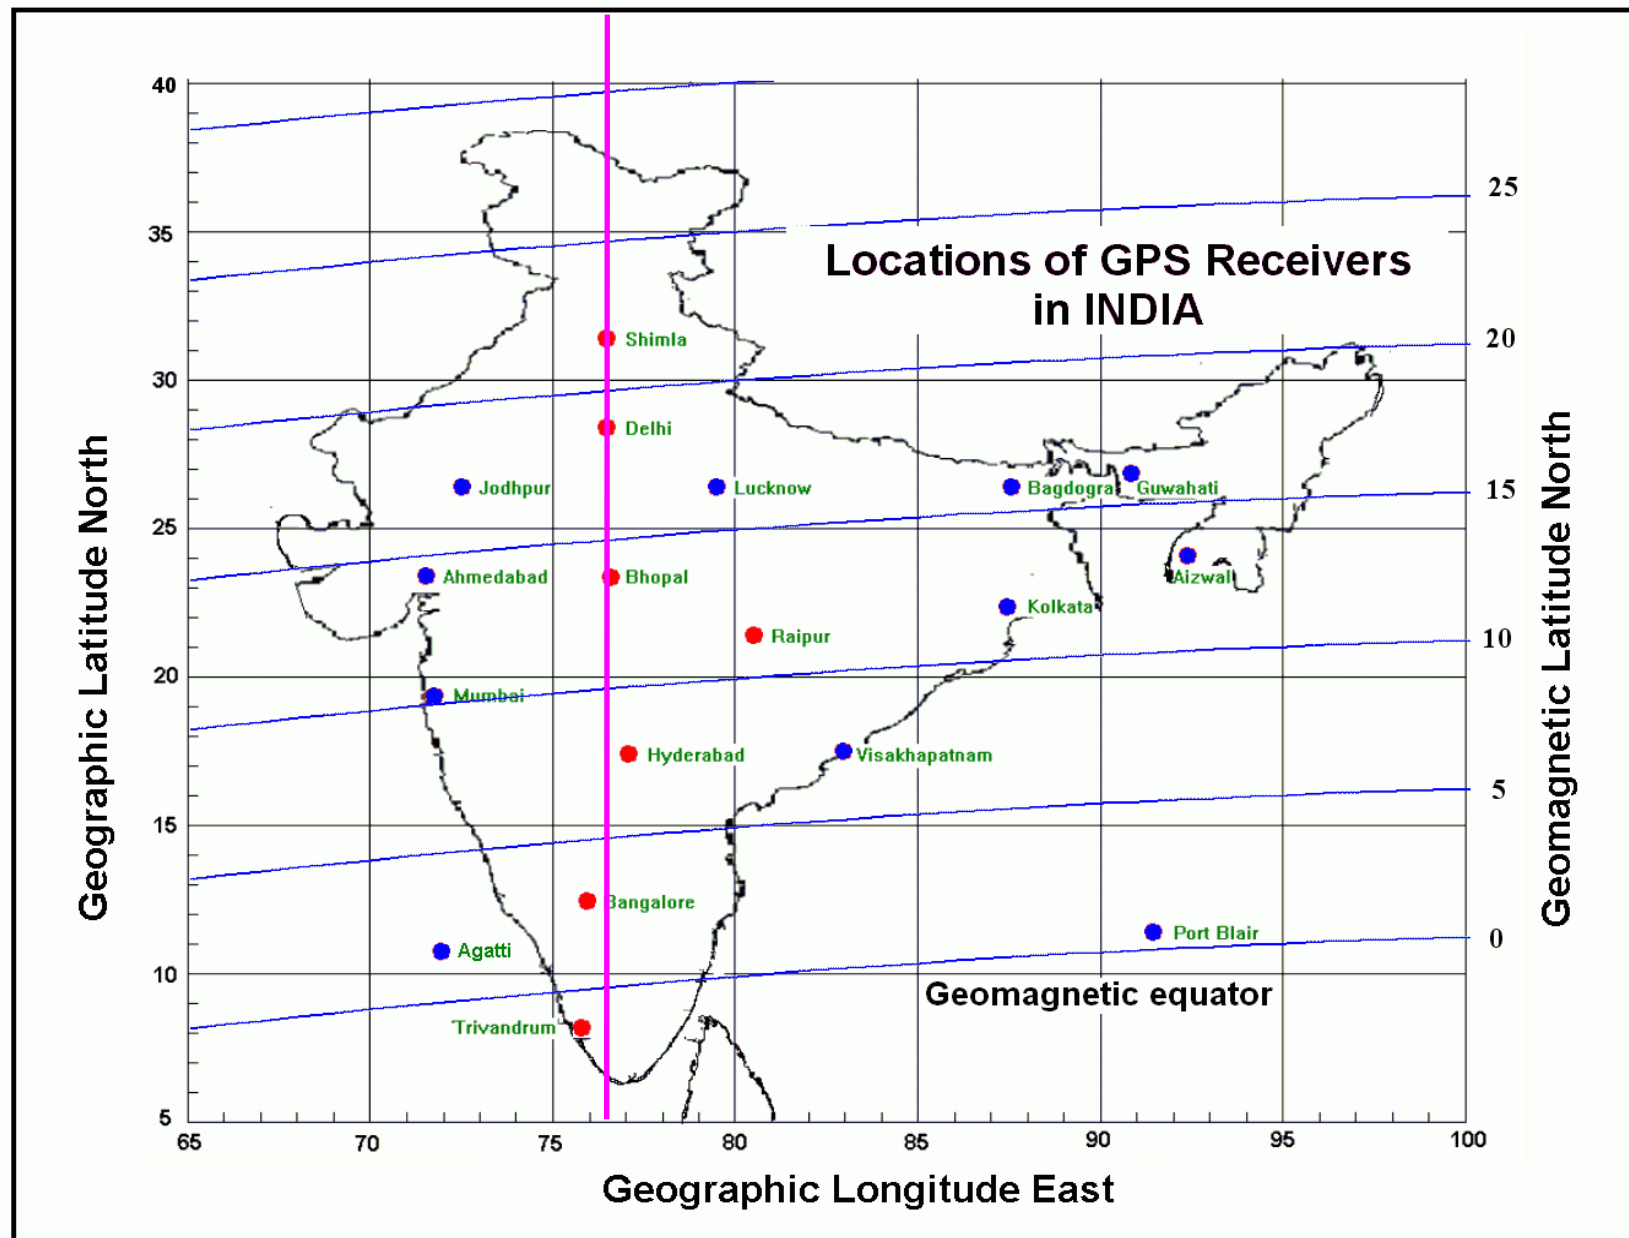 40
25
35
Locations of GPS Receivers
in INDIA
Shimla
20
30
Delhi
Jodhpur
Lucknow
Bagdogra
Guwahati
15
25
Ahmedabad
Bhopal
Aizwal
Kolkata
Raipur
10
20
Mumbai
Hyderabad
Visakhapatnam
5
15
Bangalore
Port Blair
0
Agatti
10
Geomagnetic equator
Trivandrum
5
65
70
75
80
85
90
95
100
Geographic Longitude East
Geographic Latitude North
Geomagnetic Latitude North